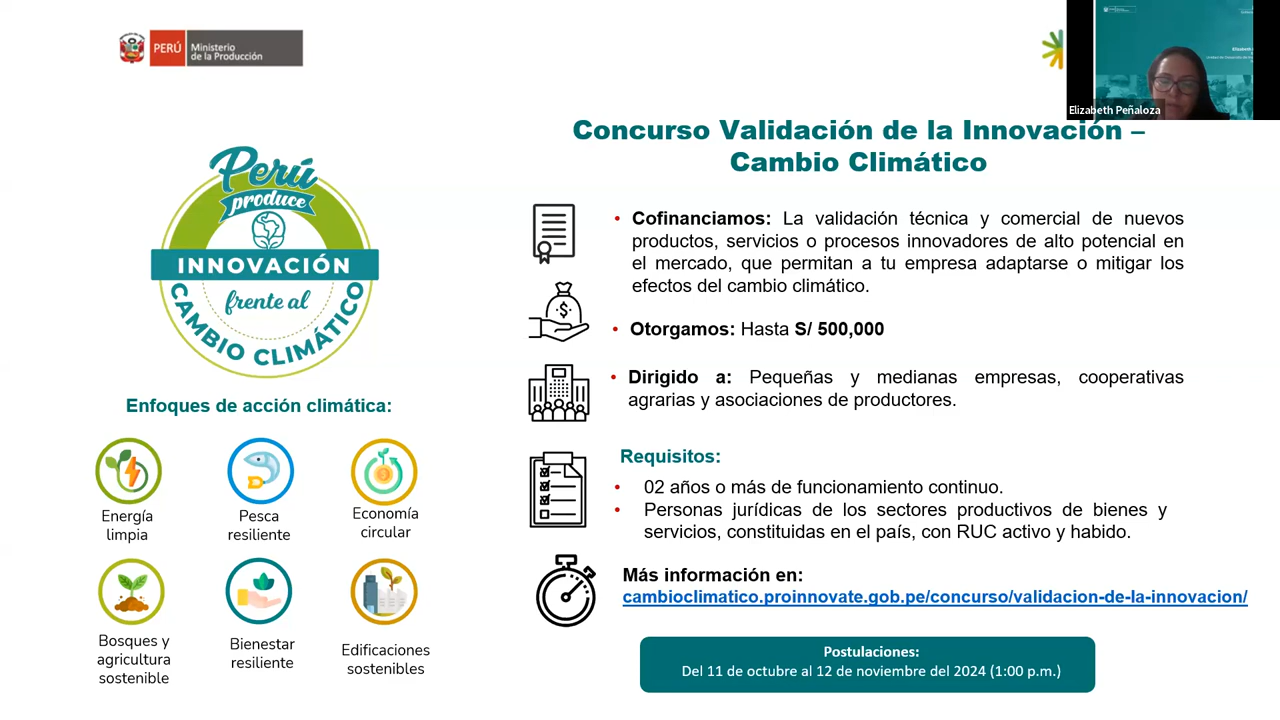 PERÚ
Ministerio
de la Producción
Elizabeth Peñaloza
Concurso Validación de la Innovación –
Cambio Climático
Perú
produce
INNOVACIÓN
frente al
CAMBIO CLIMÁTICO
• Cofinanciamos: La validación técnica y comercial de nuevos
productos, servicios o procesos innovadores de alto potencial en
el mercado, que permitan a tu empresa adaptarse o mitigar los
efectos del cambio climático.
• Otorgamos: Hasta S/ 500,000
• Dirigido a: Pequeñas y medianas empresas, cooperativas
agrarias y asociaciones de productores.
Enfoques de acción climática:
Energía
limpia
Pesca
resiliente
Economía
circular
Bosques y
agricultura
sostenible
Bienestar
resiliente
Edificaciones
sostenibles
Requisitos:
• 02 años o más de funcionamiento continuo.
• Personas jurídicas de los sectores productivos de bienes y
servicios, constituidas en el país, con RUC activo y habido.
Más información en:
cambioclimatico.proinnovate.gob.pe/concurso/validacion-de-la-innovacion/
Postulaciones:
Del 11 de octubre al 12 de noviembre del 2024 (1:00 p.m.)